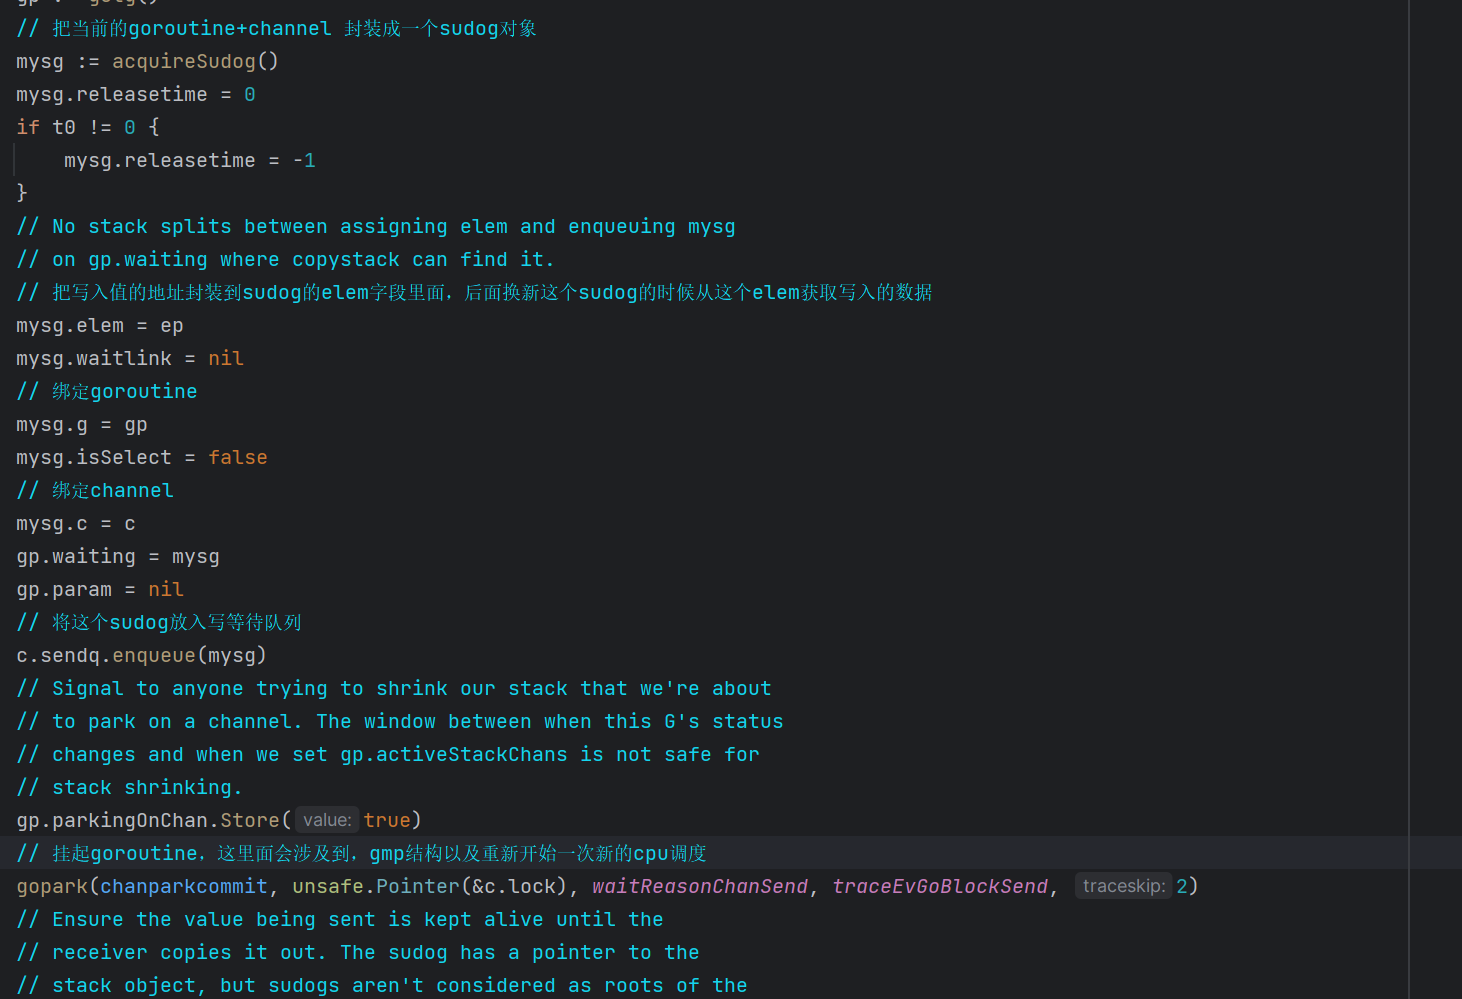 // 把当前的goroutine+channel 封装成一个sudog对象
mysg := acquireSudog()
mysg.releasetime = 0
if t0 != 0 {
    mysg.releasetime = -1
}
// No stack splits between assigning elem and enqueuing mysg
// on gp.waiting where copystack can find it.
// 把写入值的地址封装到sudog的elem字段里面，后面换新这个sudog的时候从这个elem获取写入的数据
mysg.elem = ep
mysg.waitlink = nil
// 绑定goroutine
mysg.g = gp
mysg.isSelect = false
// 绑定channel
mysg.c = c
gp.waiting = mysg
gp.param = nil
// 将这个sudog放入写等待队列
c.sendq.enqueue(mysg)
// Signal to anyone trying to shrink our stack that we're about
// to park on a channel. The window between when this G's status
// changes and when we set gp.activeStackChans is not safe for
// stack shrinking.
gp.parkingOnChan.Store( value: true)
// 挂起goroutine，这里面会涉及到，gmp结构以及重新开始一次新的cpu调度
gopark(chanparkcommit, unsafe.Pointer(&c.lock), waitReasonChanSend, traceEvGoBlockSend, traceskip: 2)
// Ensure the value being sent is kept alive until the
// receiver copies it out. The sudog has a pointer to the
// stack object, but sudogs aren't considered as roots of the